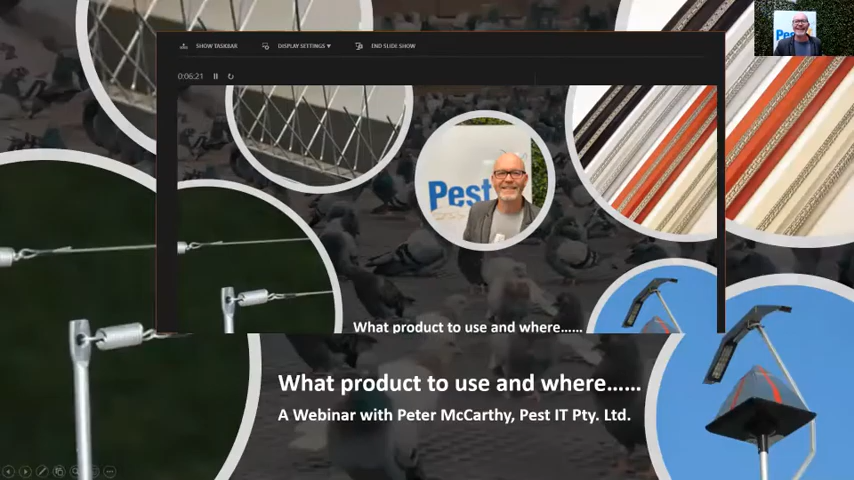 SHOW TASKBAR
DISPLAY SETTINGS ▾
END SLIDE SHOW
0:06:21
Pest
Pest
What product to use and where......
What product to use and where......
A Webinar with Peter McCarthy, Pest IT Pty. Ltd.